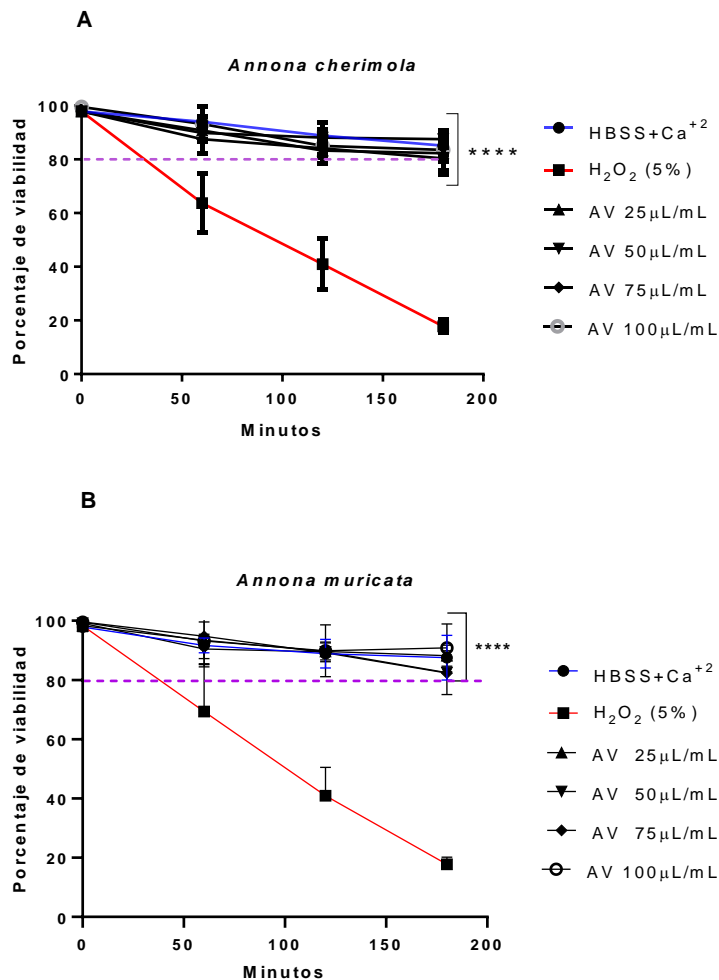 A
Annona cherimola
Porcentaje de viabilidad
100
80
60
40
20
0
0
50
100
150
200
Minutos
****
HBSS+Ca⁺²
H₂O₂ (5%)
AV 25μL/mL
AV 50μL/mL
AV 75μL/mL
AV 100μL/mL
B
Annona muricata
Porcentaje de viabilidad
100
80
60
40
20
0
0
50
100
150
200
Minutos
****
HBSS+Ca⁺²
H₂O₂ (5%)
AV 25μL/mL
AV 50μL/mL
AV 75μL/mL
AV 100μL/mL